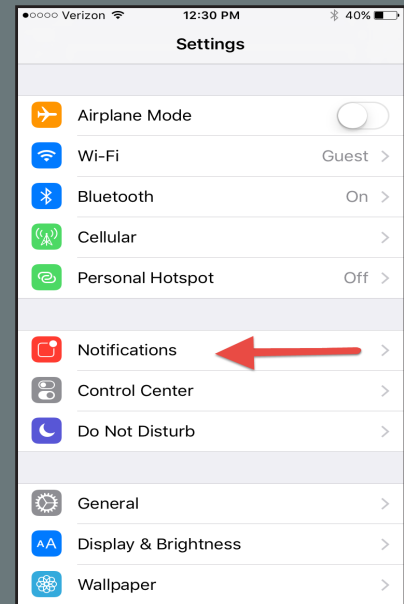 Verizon 12:30 PM 40%
Settings
Airplane Mode
Wi-Fi Guest
Bluetooth On
Cellular
Personal Hotspot Off
Notifications
Control Center
Do Not Disturb
General
AA Display & Brightness
Wallpaper